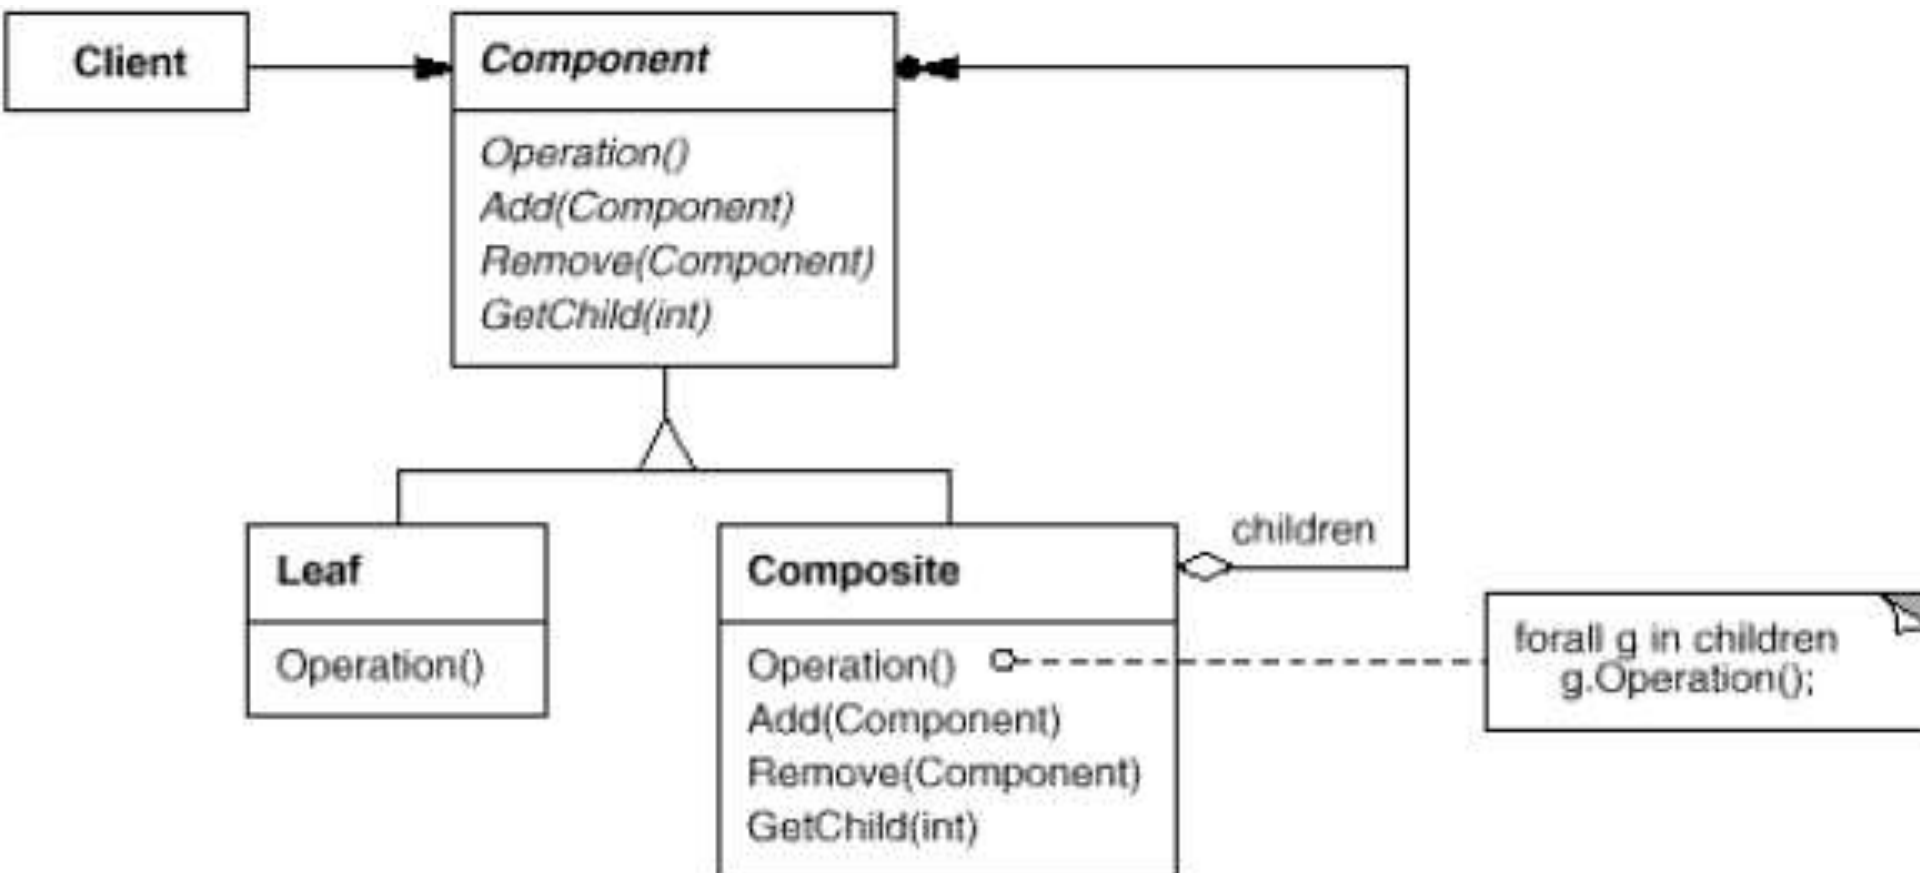 Client
Component
Operation()
Add(Component)
Remove(Component)
GetChild(int)
children
Leaf
Operation()
Composite
Operation()
Add(Component)
Remove(Component)
GetChild(int)
forall g in children
g.Operation();